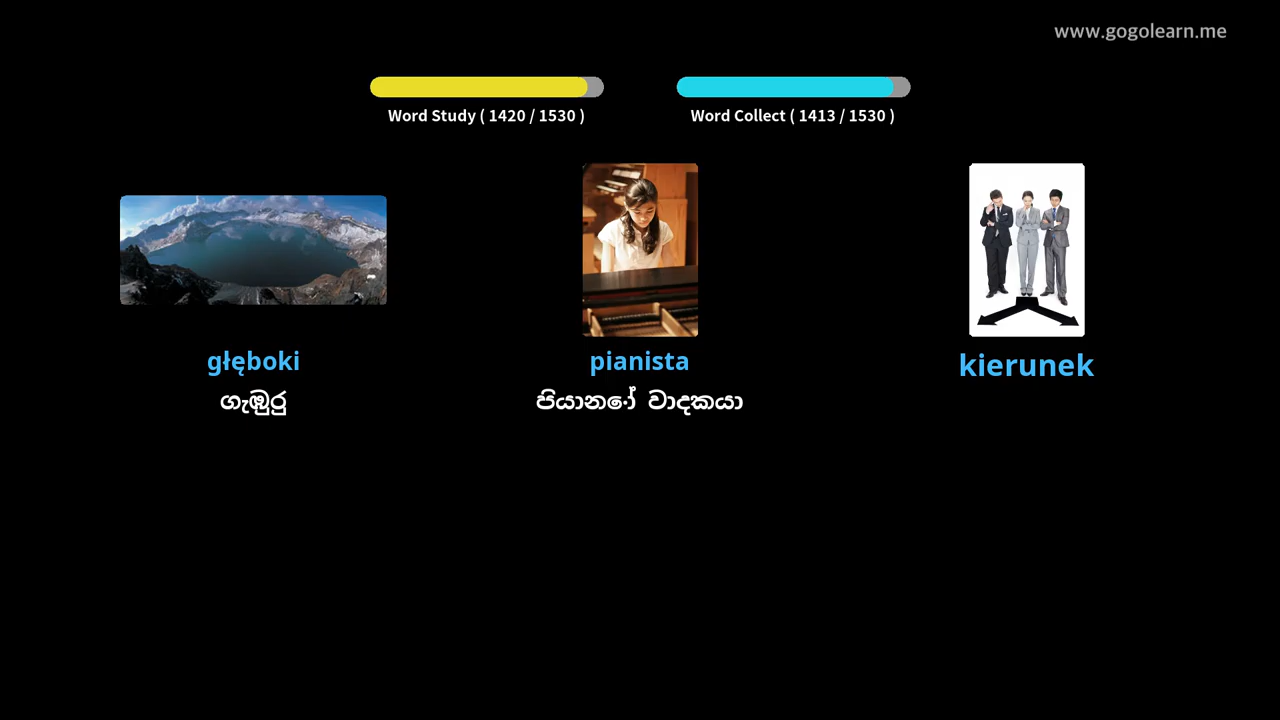 www.gogolearn.me
Word Study ( 1420 / 1530 )
Word Collect ( 1413 / 1530 )
głęboki
pianista
kierunek
ගැඹුරු
පියානෝ වාදකයා